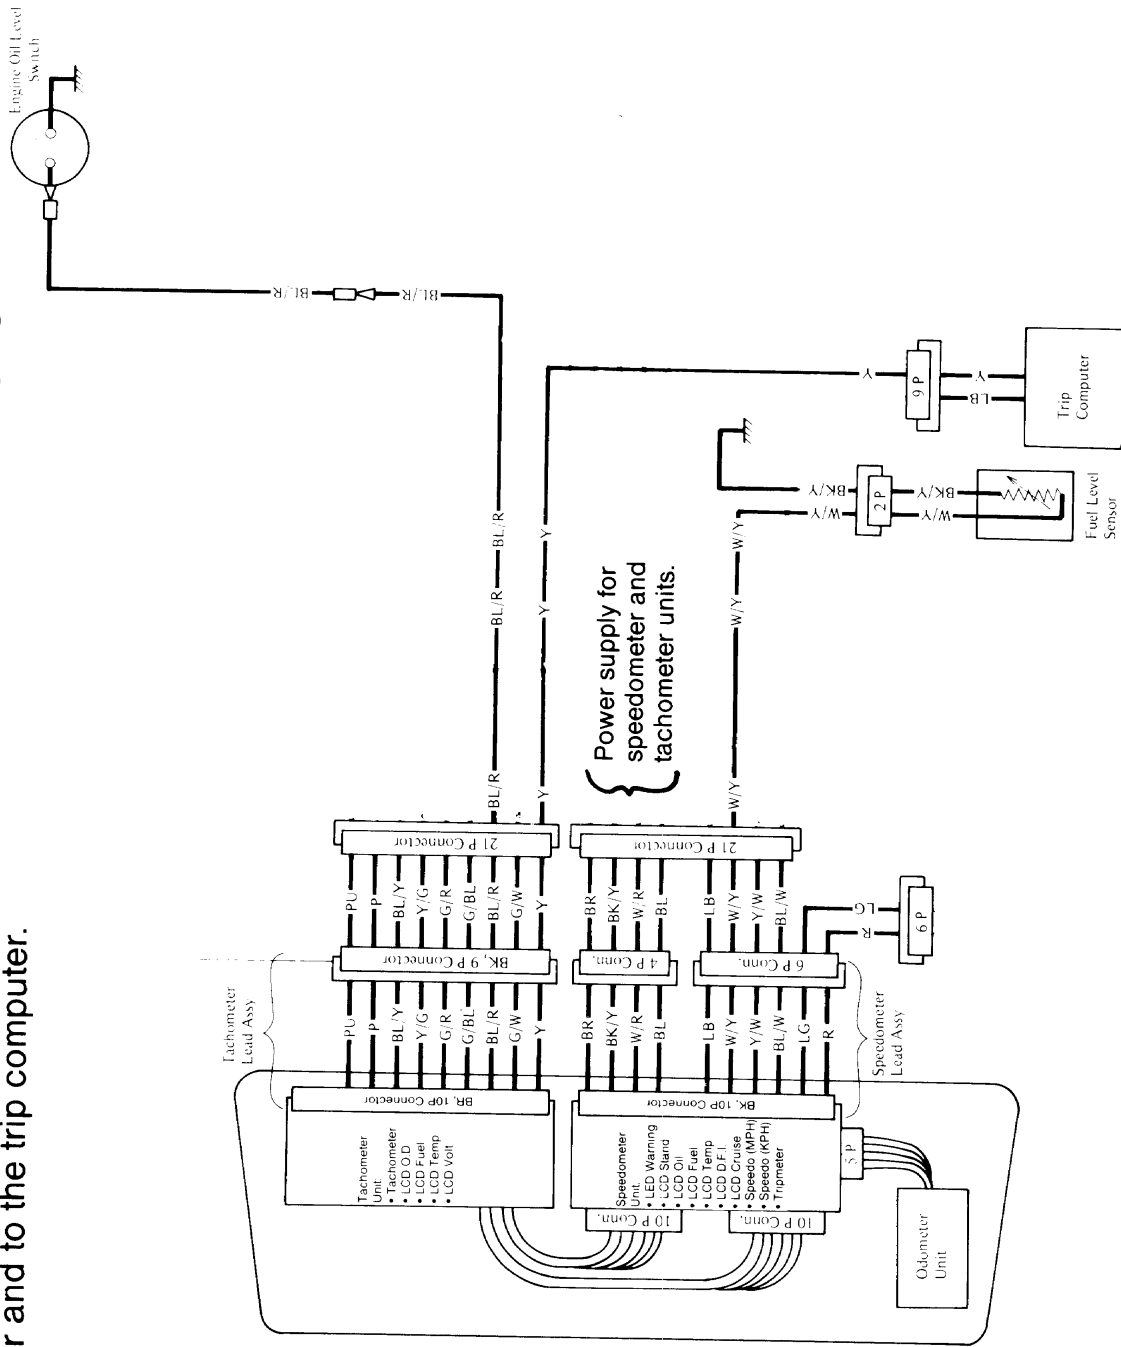 r and to the trip computer.
Engine Oil Level
Switch
BL/R
BL/R
BL/R
BL/R
BL/R
Y
Y
Y
Y
9 P
Y
LB
Trip
Computer
BK/Y
W/Y
2 P
BK/Y
W/Y
Fuel Level
Sensor
W/Y
W/Y
W/Y
Power supply for
speedometer and
tachometer units.
21 P Connector
21 P Connector
PU
P
BL/Y
Y/G
G/R
G/BL
BL/R
G/W
Y
BR
BK/Y
W/R
BL
LB
W/Y
Y/W
BL/W
LG
R
6 P
BK, 9 P Connector
4 P Conn.
6 P Conn.
Tachometer
Lead Assy
PU
P
BL/Y
Y/G
G/R
G/BL
BL/R
G/W
Y
BR
BK/Y
W/R
BL
LB
W/Y
Y/W
BL/W
LG
R
Speedometer
Lead Assy
BR, 10P Connector
BK, 10P Connector
Tachometer
Unit.
• Tachometer
• LCD O.D
• LCD Fuel
• LCD Temp
• LCD Volt
Speedometer
Unit.
• LED Warning
• LCD Stand
• LCD Oil
• LCD Fuel
• LCD Temp
• LCD D.F.I.
• LCD Cruise
• Speedo (MPH)
• Speedo (KPH)
• Tripmeter
5 P
10 P Conn.
10 P Conn.
Odometer
Unit